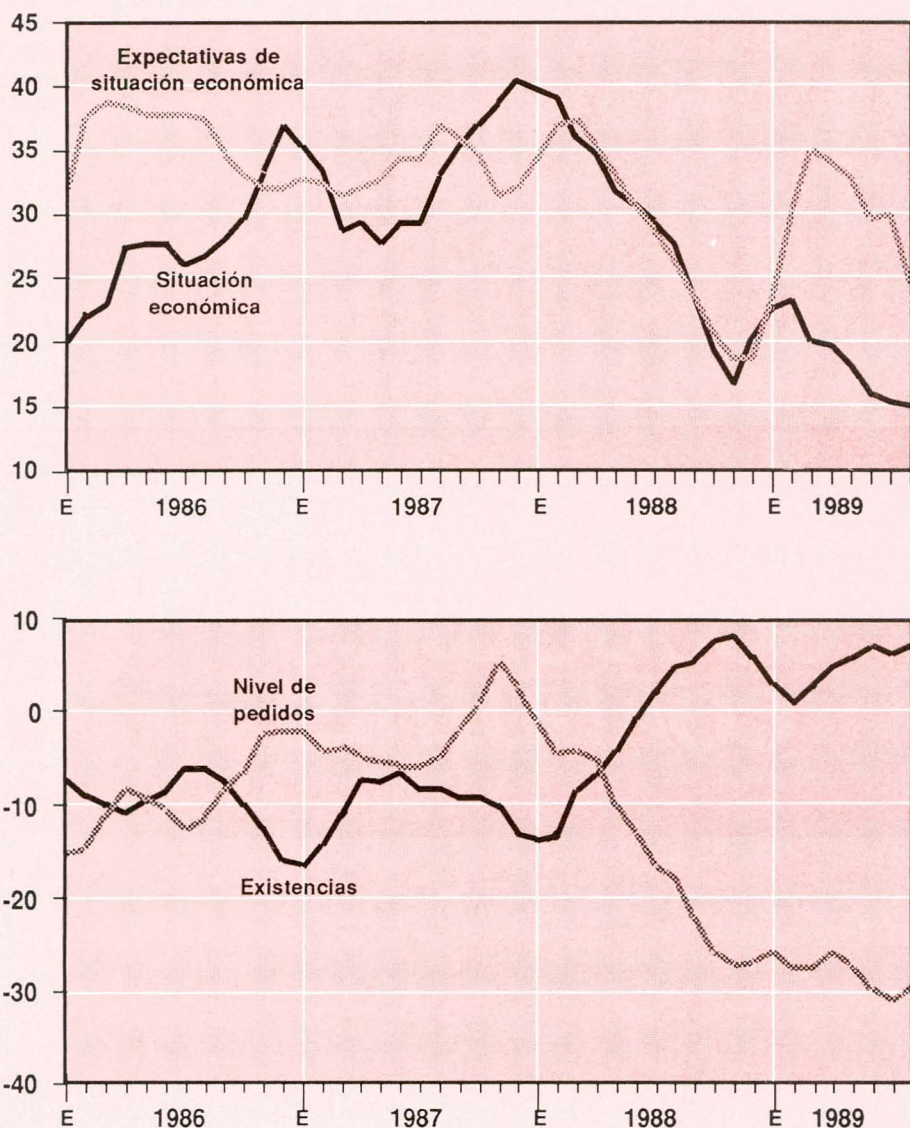 45
Expectativas de
situación económica
40
35
30
25
Situación
económica
20
15
10
E 1986 E 1987 E 1988 E 1989
10
Nivel de
pedidos
0
-10
Existencias
-20
-30
-40
E 1986 E 1987 E 1988 E 1989